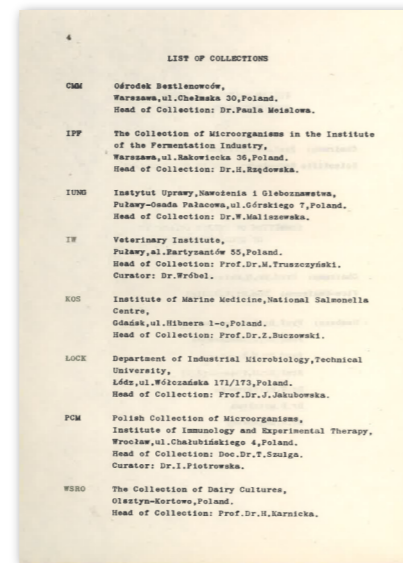 4
LIST OF COLLECTIONS
CMM Ośrodek Beztlenowców,
Warszawa,ul.Chełmska 30,Poland.
Head of Collection: Dr.Paula Meislowa.
IPF The Collection of Microorganisms in the Institute
of the Fermentation Industry,
Warszawa,ul.Rakowiecka 36,Poland.
Head of Collection: Dr.H.Rzędowska.
IUNG Instytut Uprawy,Nawożenia i Gleboznawstwa,
Puławy-Osada Pałacowa,ul.Górskiego 7,Poland.
Head of Collection: Dr.W.Maliszewska.
IW Veterinary Institute,
Puławy,al.Partyzantów 55,Poland.
Head of Collection: Prof.Dr.M.Truszczyński.
Curator: Dr.Wróbel.
KOS Institute of Marine Medicine,National Salmonella
Centre,
Gdańsk,ul.Hibnera 1-c,Poland.
Head of Collection: Prof.Dr.Z.Buczowski.
ŁOCK Department of Industrial Microbiology,Technical
University,
Łódź,ul.Wólczańska 171/173,Poland.
Head of Collection: Prof.Dr.J.Jakubowska.
PCM Polish Collection of Microorganisms,
Institute of Immunology and Experimental Therapy,
Wrocław,ul.Chałubińskiego 4,Poland.
Head of Collection: Doc.Dr.T.Szulga.
Curator: Dr.I.Piotrowska.
WSRO The Collection of Dairy Cultures,
Olsztyn-Kortowo,Poland.
Head of Collection: Prof.Dr.H.Karnicka.